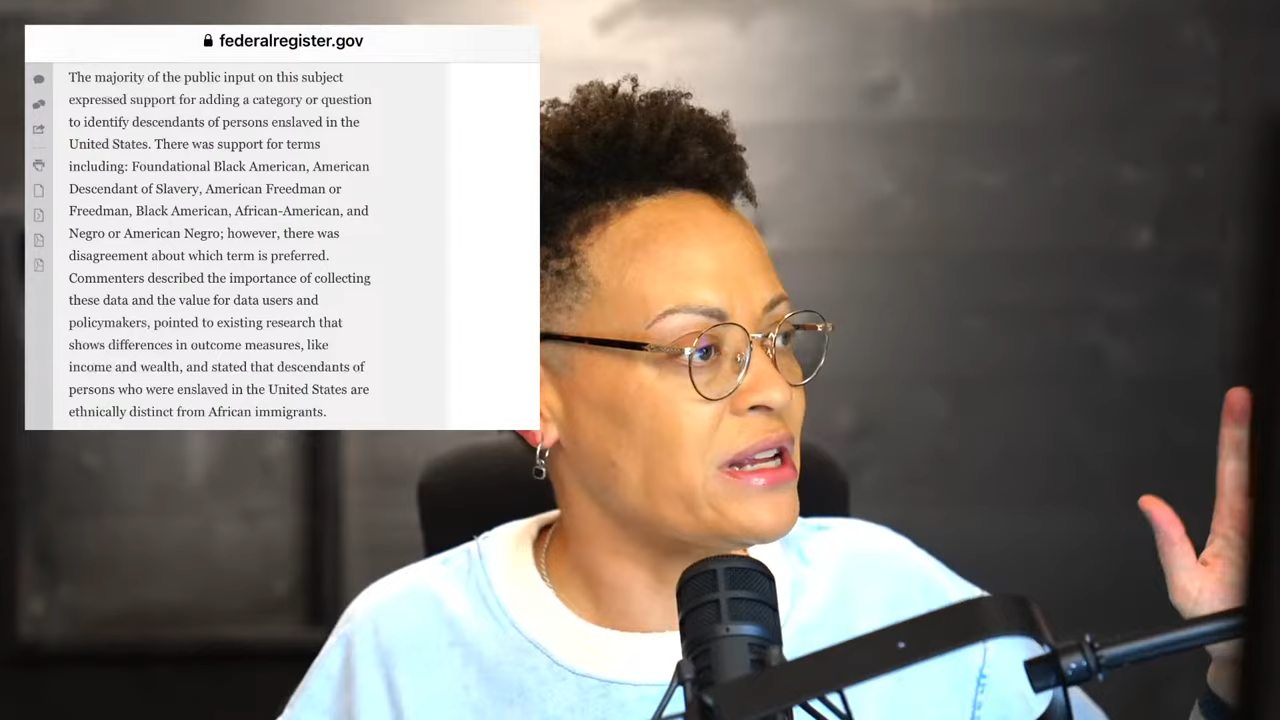 federalregister.gov
The majority of the public input on this subject
expressed support for adding a category or question
to identify descendants of persons enslaved in the
United States. There was support for terms
including: Foundational Black American, American
Descendant of Slavery, American Freedman or
Freedman, Black American, African-American, and
Negro or American Negro; however, there was
disagreement about which term is preferred.
Commenters described the importance of collecting
these data and the value for data users and
policymakers, pointed to existing research that
shows differences in outcome measures, like
income and wealth, and stated that descendants of
persons who were enslaved in the United States are
ethnically distinct from African immigrants.